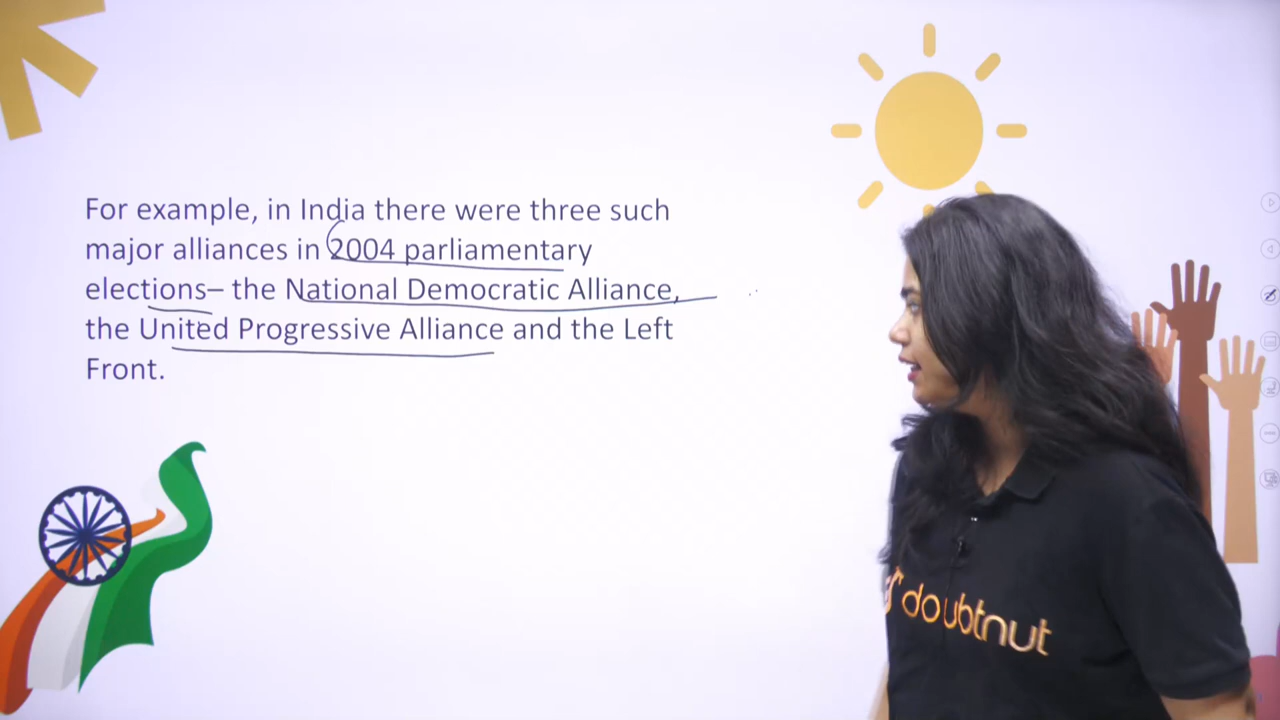 For example, in India there were three such
major alliances in 2004 parliamentary
elections– the National Democratic Alliance,
the United Progressive Alliance and the Left
Front.
doubtnut